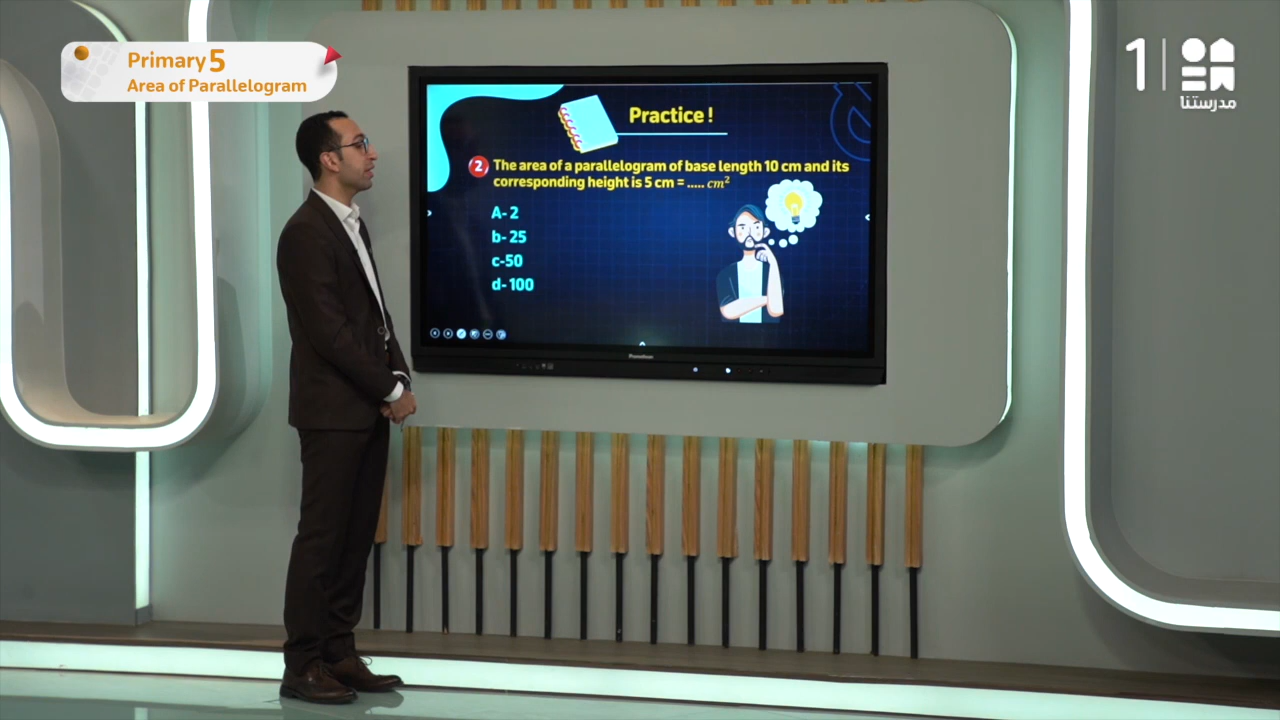 Primary 5
Area of Parallelogram
1
مدرستنا
Practice !
2 The area of a parallelogram of base length 10 cm and its
corresponding height is 5 cm = ..... cm²
A- 2
b- 25
c-50
d- 100
Promethean